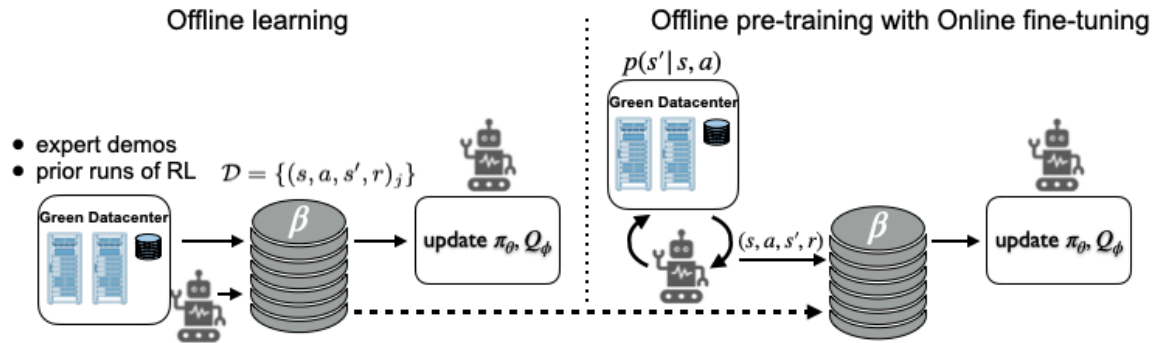 Offline learning
● expert demos
● prior runs of RL
𝒟 = {(s, a, s′, r)ⱼ}
Green Datacenter
β
update π_θ, Q_ϕ
Offline pre-training with Online fine-tuning
p(s′|s, a)
Green Datacenter
(s, a, s′, r)
β
update π_θ, Q_ϕ